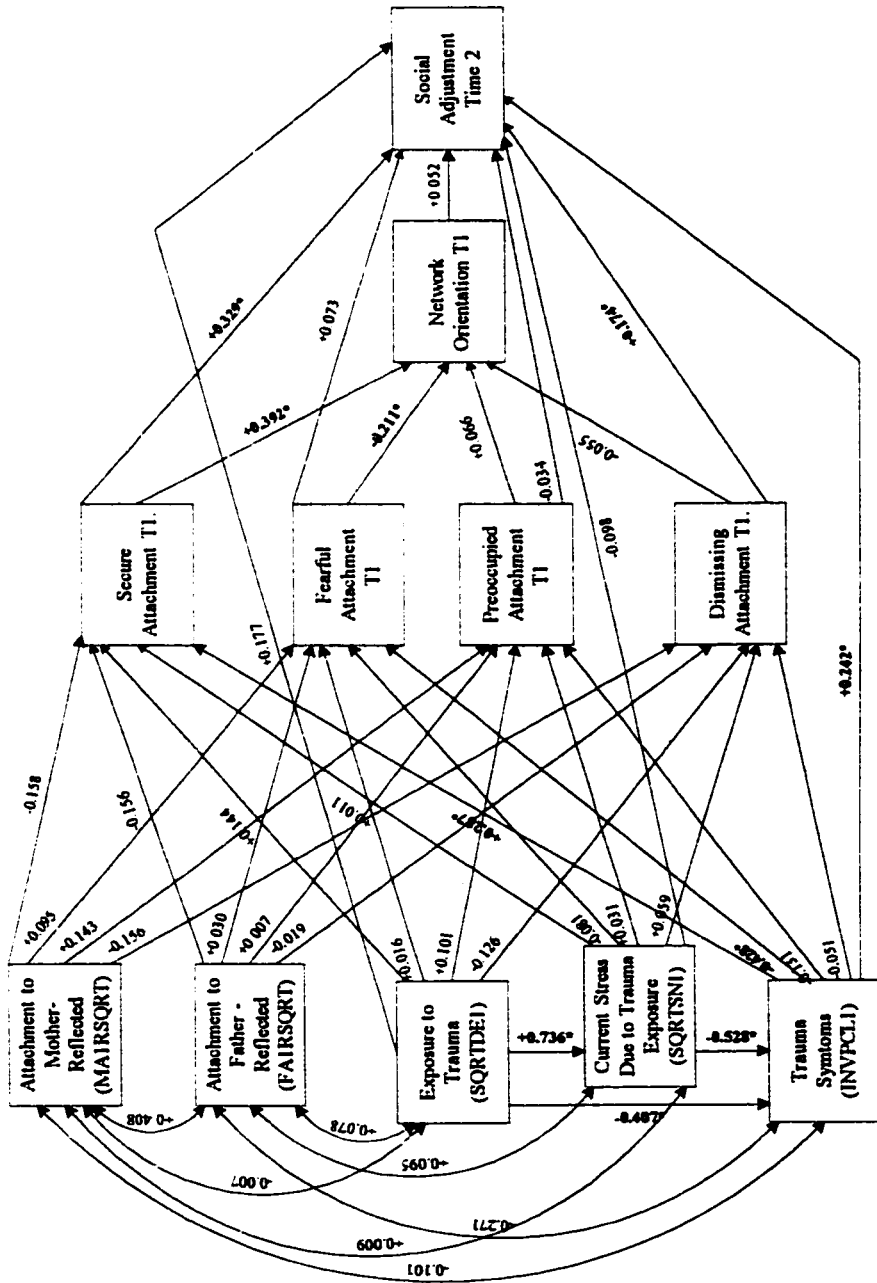 Attachment to
Mother-
Reflected
(MAIRSQRT)
Attachment to
Father -
Reflected
(FAIRSQRT)
Exposure to
Trauma
(SQRTDE1)
Current Stress
Due to Trauma
Exposure
(SQRTSN1)
Trauma
Symtoms
(INVPCL1)
Secure
Attachment T1.
Fearful
Attachment
T1
Preoccupied
Attachment
T1
Dismissing
Attachment T1.
Network
Orientation T1
Social
Adjustment
Time 2
-0.158
+0.095
+0.143
-0.156
-0.156
+0.030
+0.007
-0.019
+0.144
+0.011
+0.016
+0.101
-0.126
+0.177
+0.059
-0.051
+0.736*
-0.528*
+0.408
+0.078
-0.007
+0.095
-0.271
+0.009
-0.101
+0.329*
+0.073
+0.392*
-0.211*
+0.066
-0.055
-0.034
-0.098
+0.174*
+0.242*
+0.052